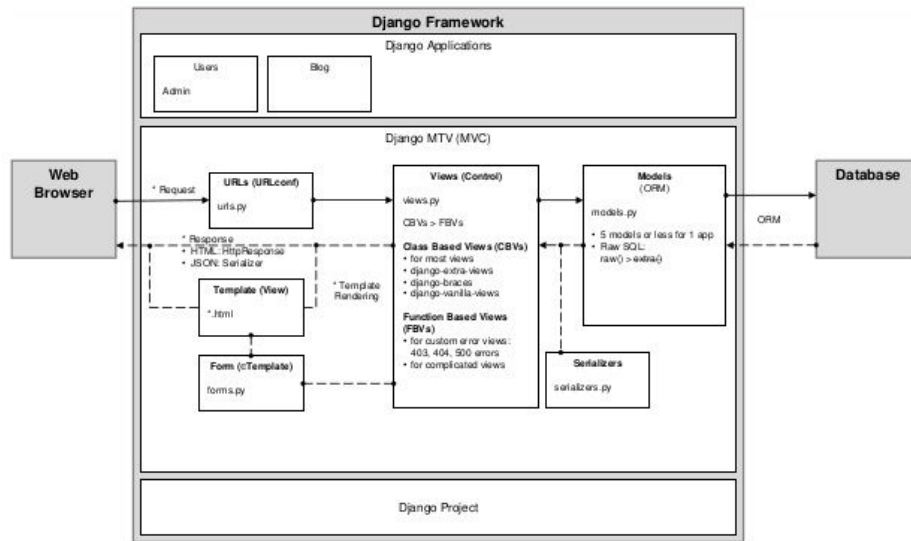 Django Framework
Django Applications
Users
Admin
Blog
Django MTV (MVC)
Web
Browser
* Request
URLs (URLconf)
urls.py
* Response
• HTML: HttpResponse
• JSON: Serializer
Template (View)
*.html
* Template
Rendering
Form (cTemplate)
forms.py
Views (Control)
views.py
CBVs > FBVs
Class Based Views (CBVs)
• for most views
• django-extra-views
• django-braces
• django-vanilla-views
Function Based Views
(FBVs)
• for custom error views:
403, 404, 500 errors
• for complicated views
Models
(ORM)
models.py
• 5 models or less for 1 app
• Raw SQL:
raw() > extra()
Serializers
serializers.py
ORM
Database
Django Project